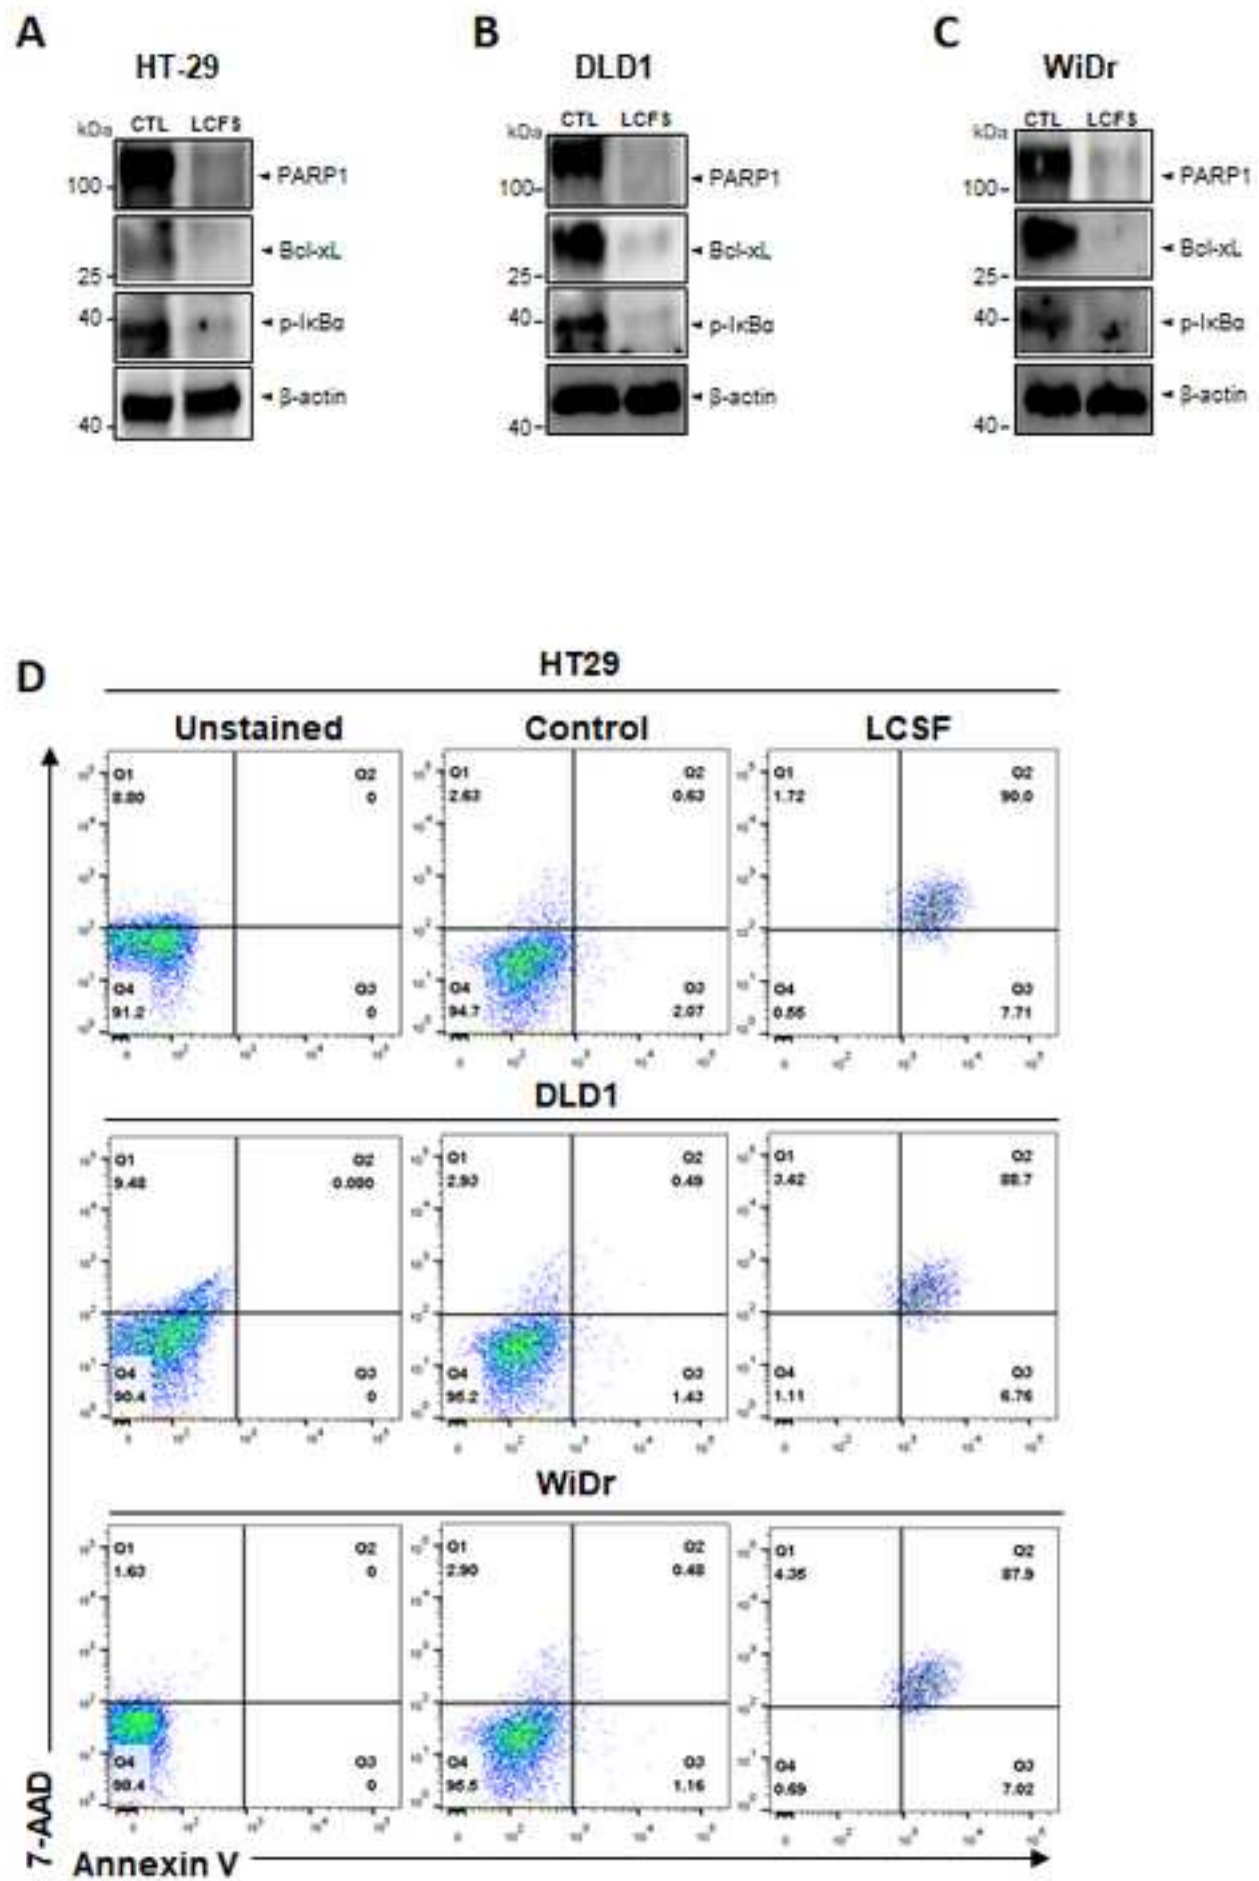 A
B
C
HT-29
DLD1
WiDr
kDa CTL LCFS
100-
PARP1
Bcl-xL
25-
40-
p-IκBα
β-actin
40-
kDa CTL LCFS
100-
PARP1
Bcl-xL
25-
40-
p-IκBα
β-actin
40-
kDa CTL LCFS
100-
PARP1
Bcl-xL
25-
40-
p-IκBα
β-actin
40-
D
HT29
Unstained Control LCSF
Q1 Q2 Q1 Q2 Q1 Q2
8.80 0 2.63 0.63 1.72 90.0
Q4 Q3 Q4 Q3 Q4 Q3
91.2 0 94.7 2.07 0.55 7.71
DLD1
Q1 Q2 Q1 Q2 Q1 Q2
9.48 2.93 0.49 3.42 88.7
Q4 Q3 Q4 Q3 Q4 Q3
90.4 0 95.2 1.43 1.11 6.76
WiDr
Q1 Q2 Q1 Q2 Q1 Q2
1.63 0 2.90 0.48 4.35 87.9
Q4 Q3 Q4 Q3 Q4 Q3
98.4 0 95.5 1.16 0.69 7.02
7-AAD
Annexin V